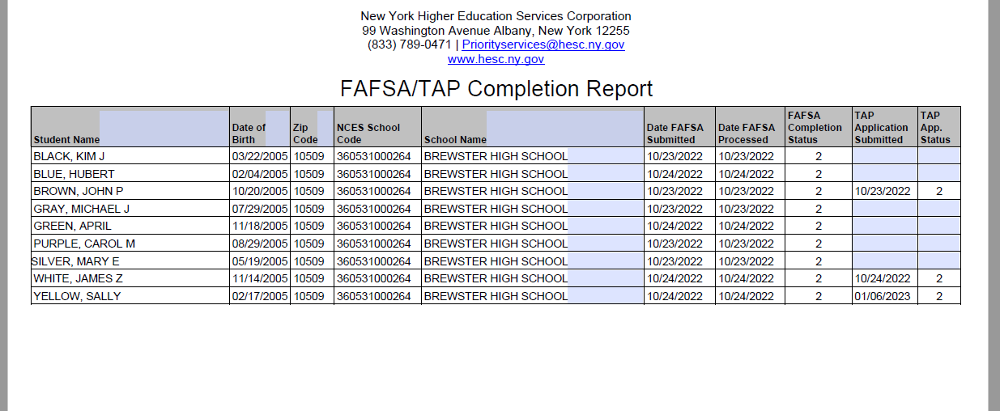 New York Higher Education Services Corporation
99 Washington Avenue Albany, New York 12255
(833) 789-0471 | Priorityservices@hesc.ny.gov
www.hesc.ny.gov
FAFSA/TAP Completion Report
Student Name Date of Birth Zip Code NCES School Code School Name Date FAFSA Submitted Date FAFSA Processed FAFSA Completion Status TAP Application Submitted TAP App. Status
BLACK, KIM J 03/22/2005 10509 360531000264 BREWSTER HIGH SCHOOL 10/23/2022 10/23/2022 2
BLUE, HUBERT 02/04/2005 10509 360531000264 BREWSTER HIGH SCHOOL 10/24/2022 10/24/2022 2
BROWN, JOHN P 10/20/2005 10509 360531000264 BREWSTER HIGH SCHOOL 10/23/2022 10/23/2022 2 10/23/2022 2
GRAY, MICHAEL J 07/29/2005 10509 360531000264 BREWSTER HIGH SCHOOL 10/23/2022 10/23/2022 2
GREEN, APRIL 11/18/2005 10509 360531000264 BREWSTER HIGH SCHOOL 10/24/2022 10/24/2022 2
PURPLE, CAROL M 08/29/2005 10509 360531000264 BREWSTER HIGH SCHOOL 10/23/2022 10/23/2022 2
SILVER, MARY E 05/19/2005 10509 360531000264 BREWSTER HIGH SCHOOL 10/23/2022 10/23/2022 2
WHITE, JAMES Z 11/14/2005 10509 360531000264 BREWSTER HIGH SCHOOL 10/24/2022 10/24/2022 2 10/24/2022 2
YELLOW, SALLY 02/17/2005 10509 360531000264 BREWSTER HIGH SCHOOL 10/24/2022 10/24/2022 2 01/06/2023 2